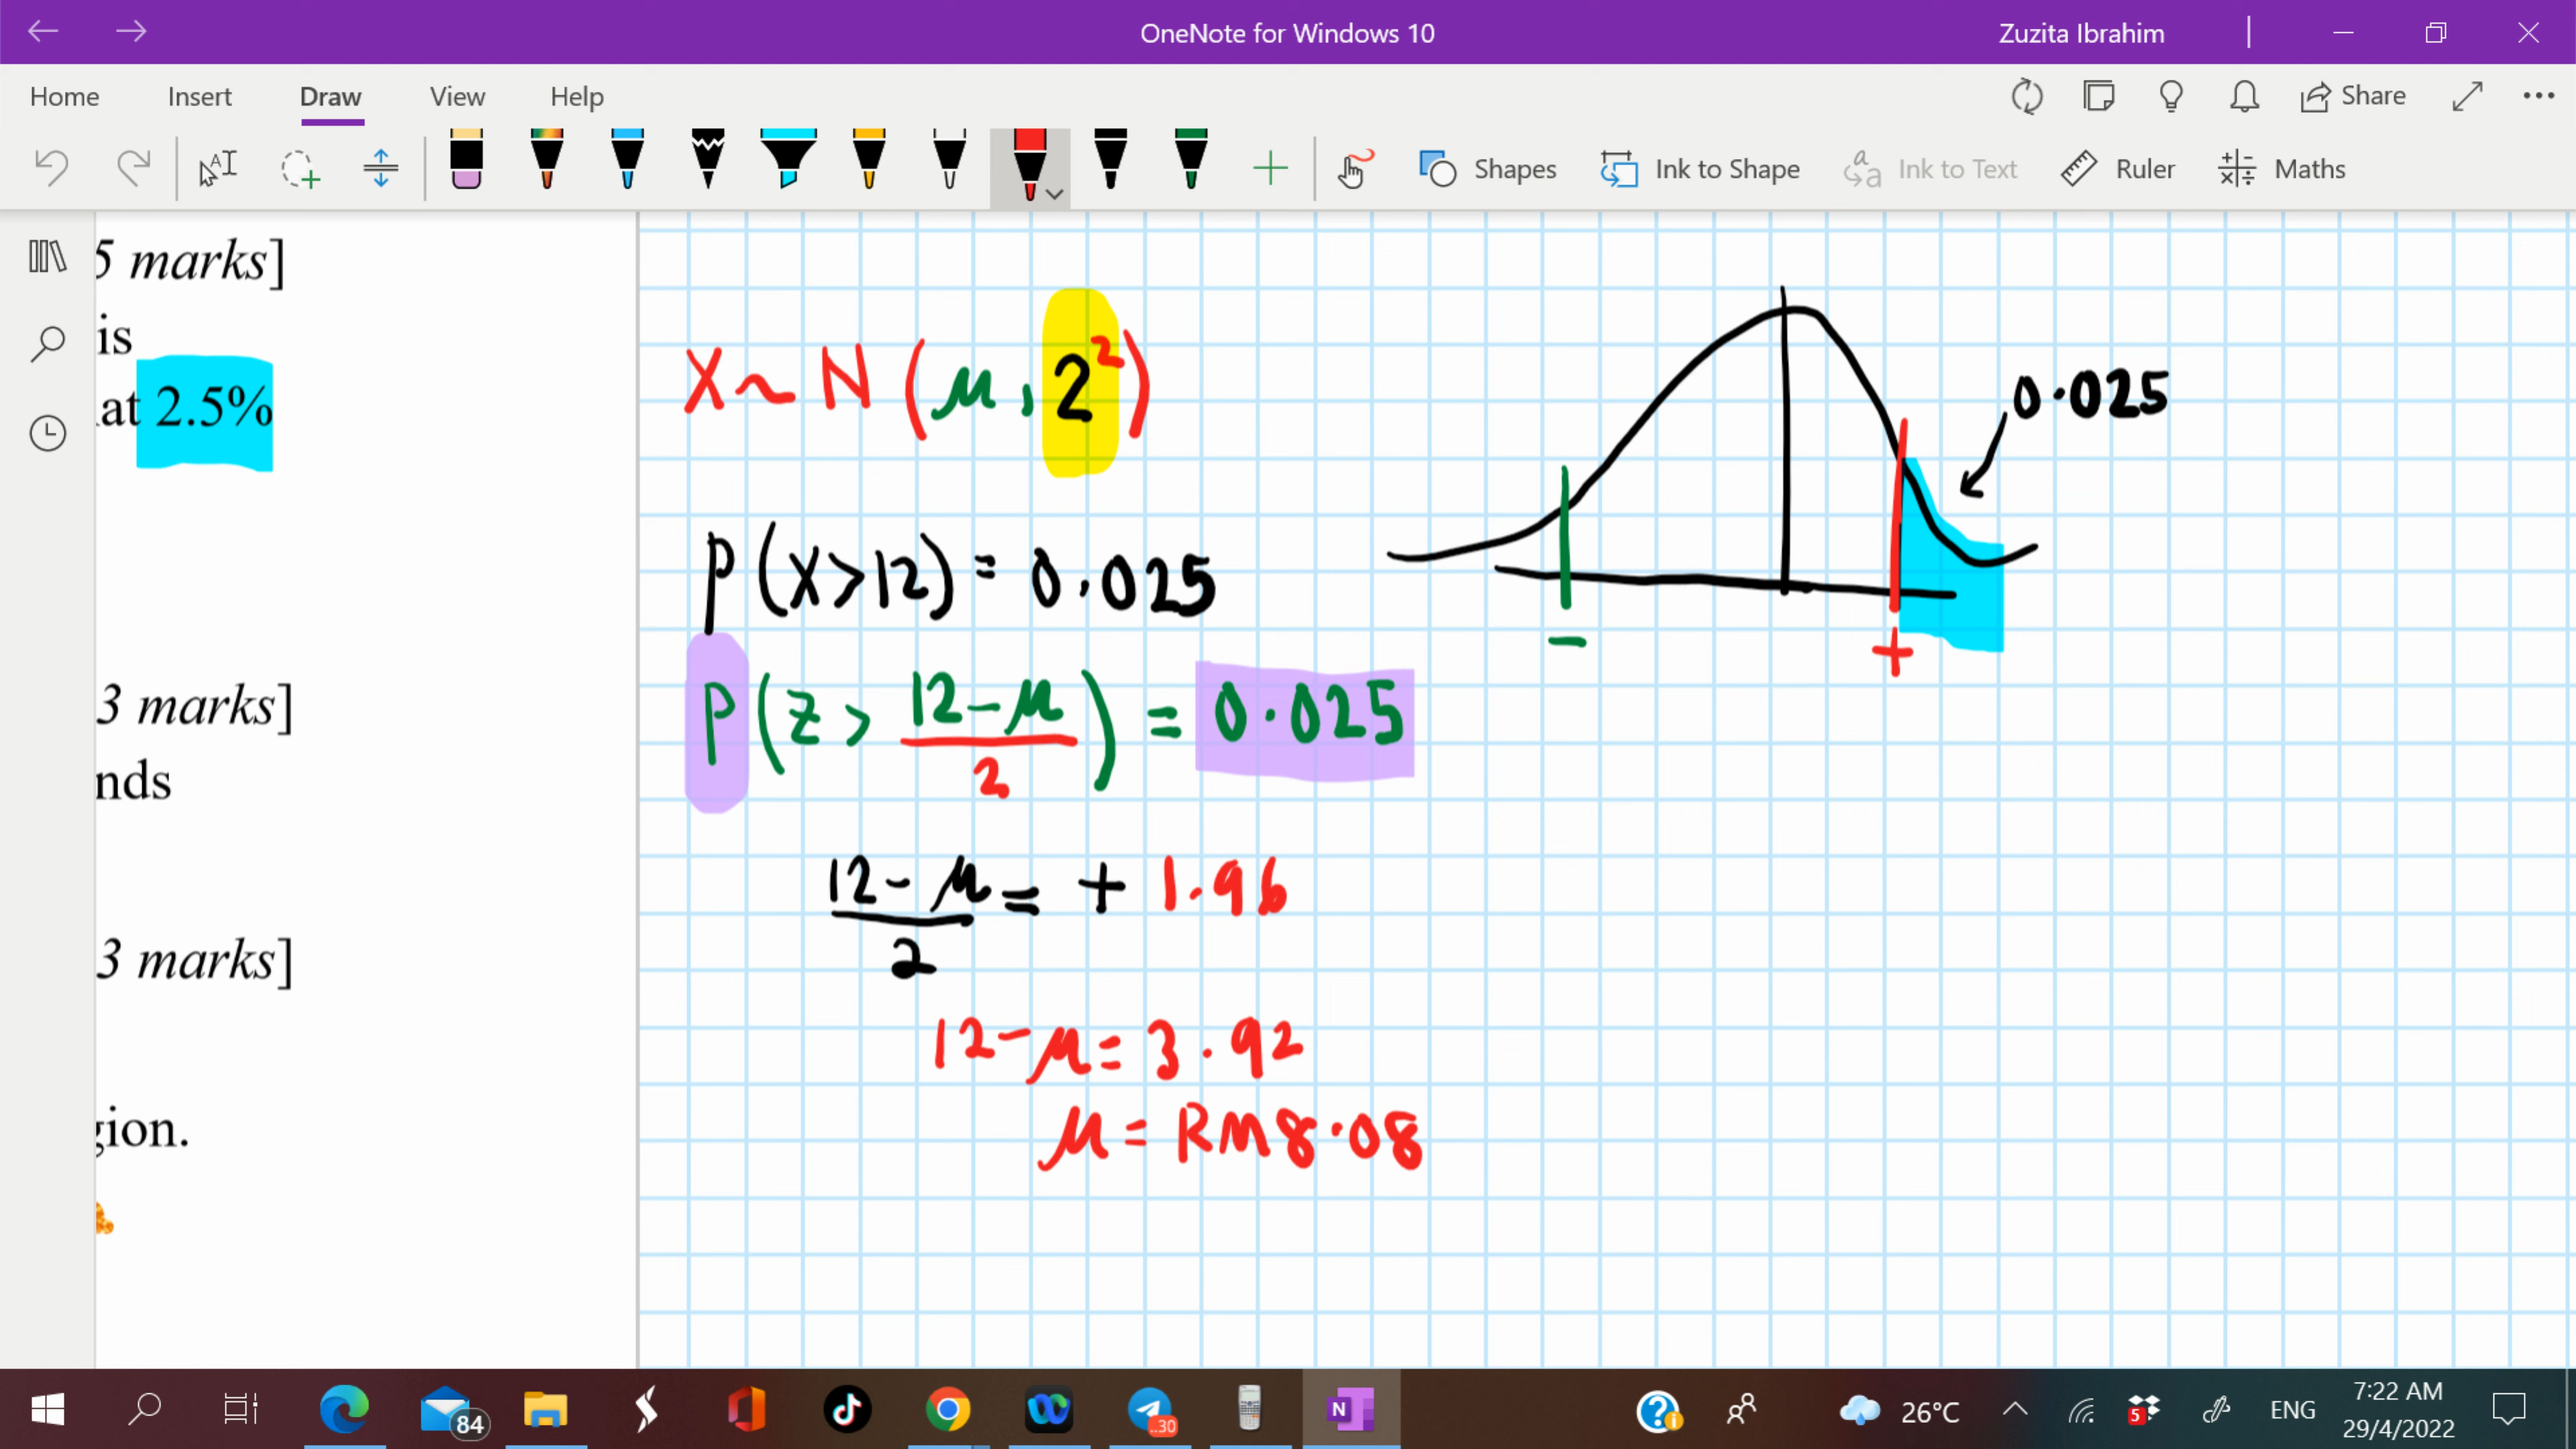 OneNote for Windows 10
Zuzita Ibrahim
Home Insert Draw View Help
Share
Shapes Ink to Shape Ink to Text Ruler Maths
5 marks]
is
at 2.5%
3 marks]
nds
3 marks]
gion.
X ~ N (μ, 2²)
0.025
P(X > 12) = 0.025
− +
P(Z > 12 − μ / 2) = 0.025
12 − μ / 2 = + 1.96
12 − μ = 3.92
μ = RM8.08
84
30
N
26°C
5
ENG
7:22 AM
29/4/2022